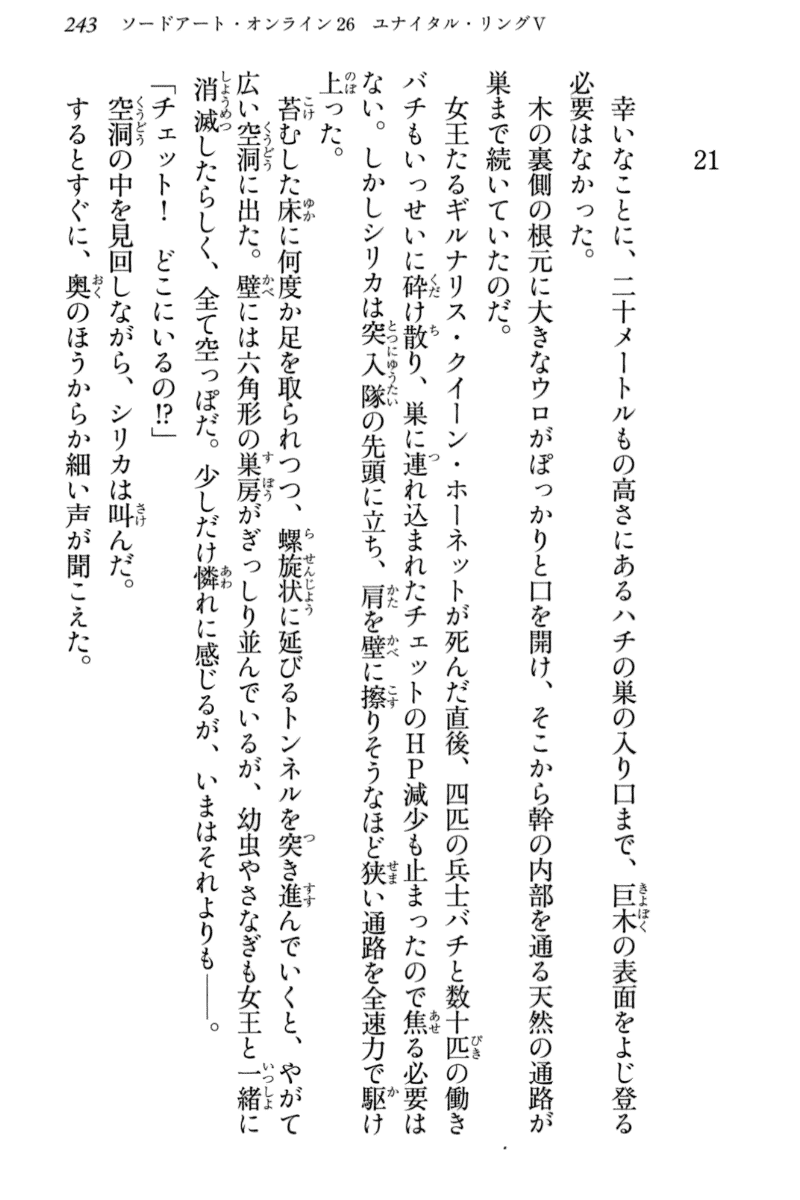 243　ソードアート・オンライン26　ユナイタル・リングⅤ
21
　幸いなことに、二十メートルもの高さにあるハチの巣の入り口まで、巨木の表面をよじ登る
必要はなかった。
　木の裏側の根元に大きなウロがぽっかりと口を開け、そこから幹の内部を通る天然の通路が
巣まで続いていたのだ。
　女王たるギルナリス・クイーン・ホーネットが死んだ直後、四匹の兵士バチと数十匹の働き
バチもいっせいに砕け散り、巣に連れ込まれたチェットのＨＰ減少も止まったので焦る必要は
ない。しかしシリカは突入隊の先頭に立ち、肩を壁に擦りそうなほど狭い通路を全速力で駆け
上った。
　苔むした床に何度か足を取られつつ、螺旋状に延びるトンネルを突き進んでいくと、やがて
広い空洞に出た。壁には六角形の巣房がぎっしり並んでいるが、幼虫やさなぎも女王と一緒に
消滅したらしく、全て空っぽだ。少しだけ憐れに感じるが、いまはそれよりも――。
「チェット！　どこにいるの!?」
　空洞の中を見回しながら、シリカは叫んだ。
　するとすぐに、奥のほうからか細い声が聞こえた。